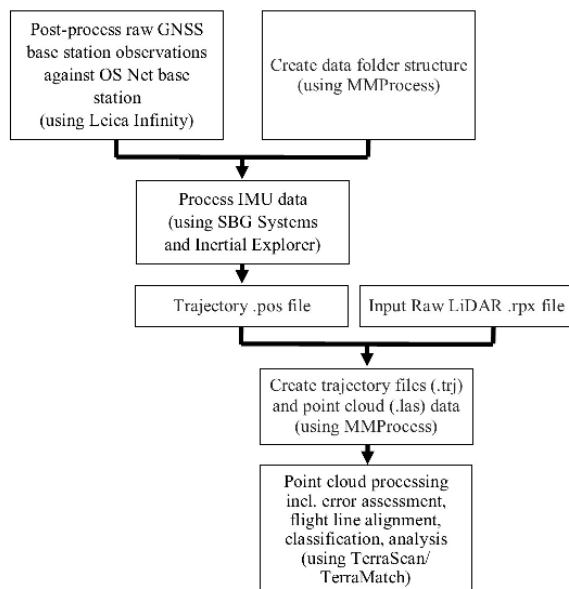 Post-process raw GNSS
base station observations
against OS Net base
station
(using Leica Infinity)
Create data folder structure
(using MMProcess)
Process IMU data
(using SBG Systems
and Inertial Explorer)
Trajectory .pos file
Input Raw LiDAR .rpx file
Create trajectory files (.trj)
and point cloud (.las) data
(using MMProcess)
Point cloud processing
incl. error assessment,
flight line alignment,
classification, analysis
(using TerraScan/
TerraMatch)